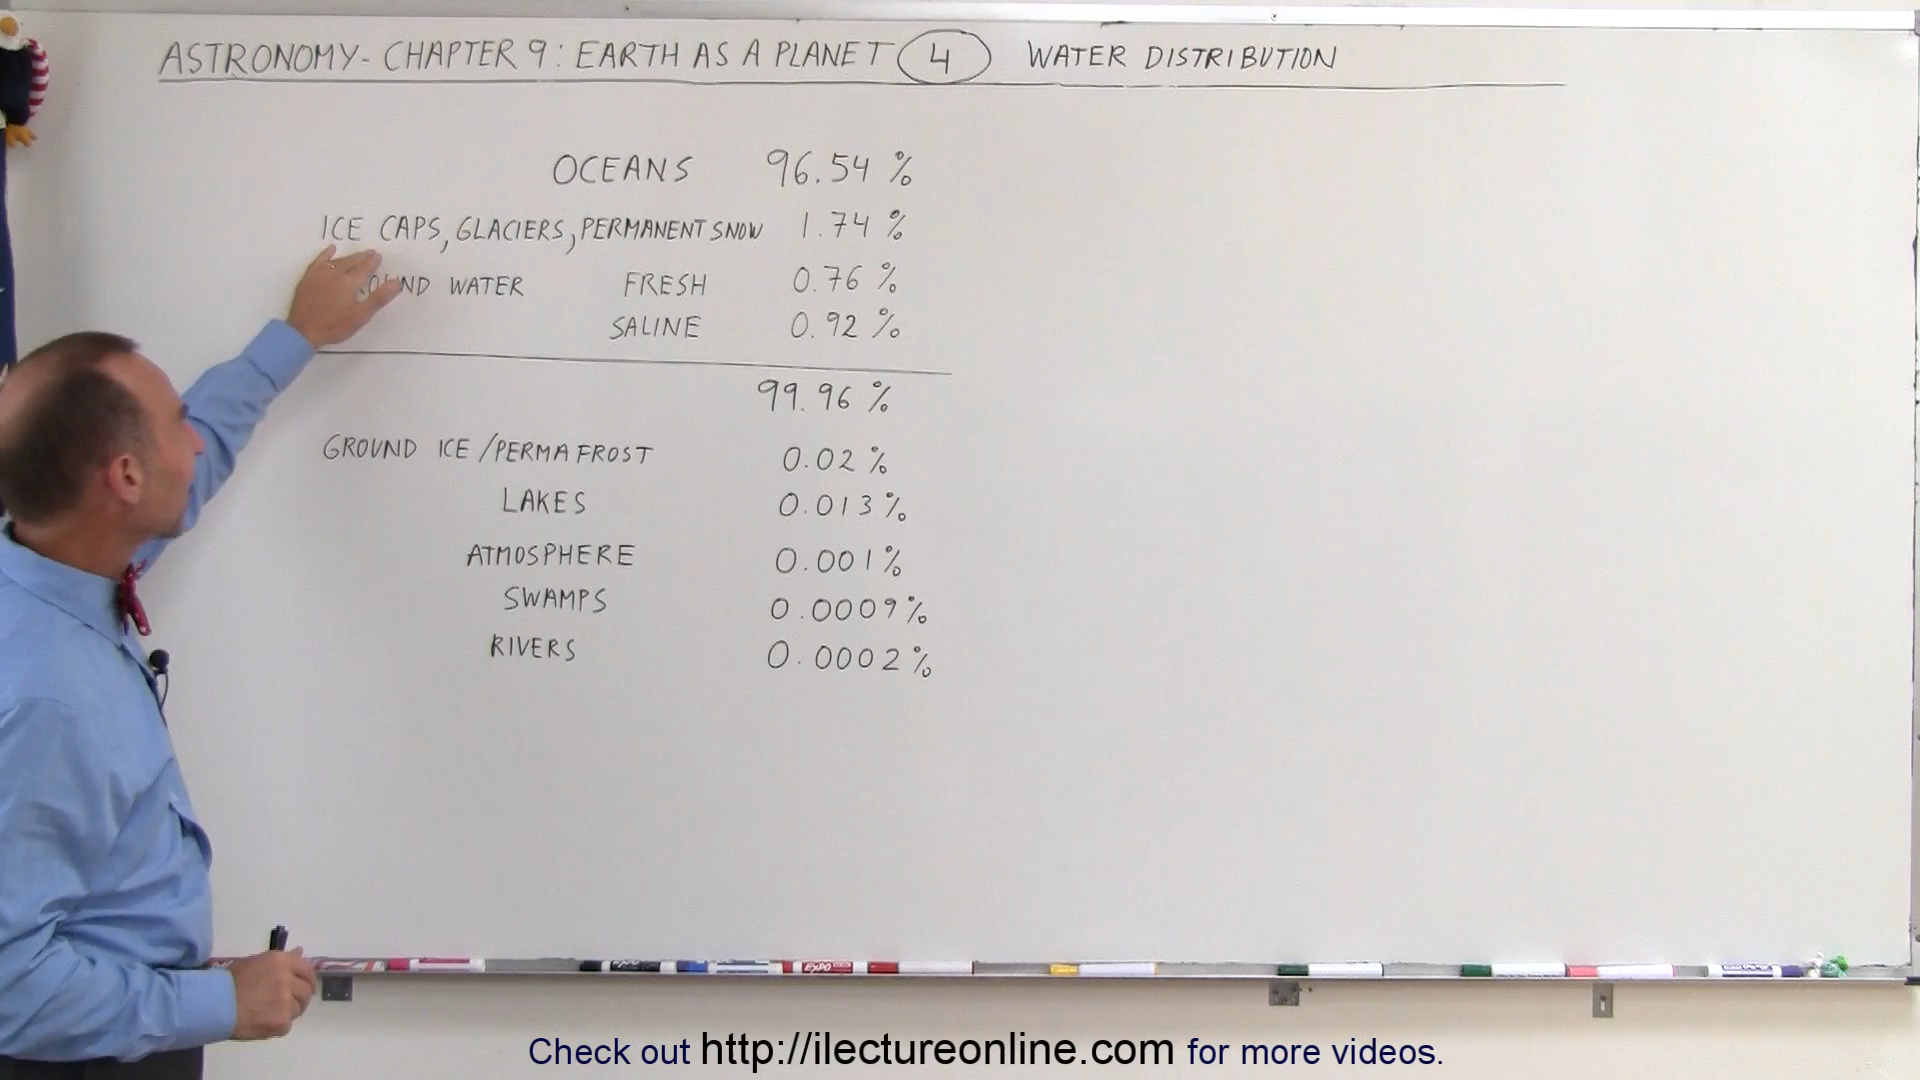 ASTRONOMY - CHAPTER 9 : EARTH AS A PLANET 4 WATER DISTRIBUTION
OCEANS 96.54 %
ICE CAPS, GLACIERS, PERMANENT SNOW 1.74 %
WATER FRESH 0.76 %
SALINE 0.92 %
99.96 %
GROUND ICE / PERMAFROST 0.02 %
LAKES 0.013 %
ATMOSPHERE 0.001 %
SWAMPS 0.0009 %
RIVERS 0.0002 %
EXPO
Check out http://ilectureonline.com for more videos.